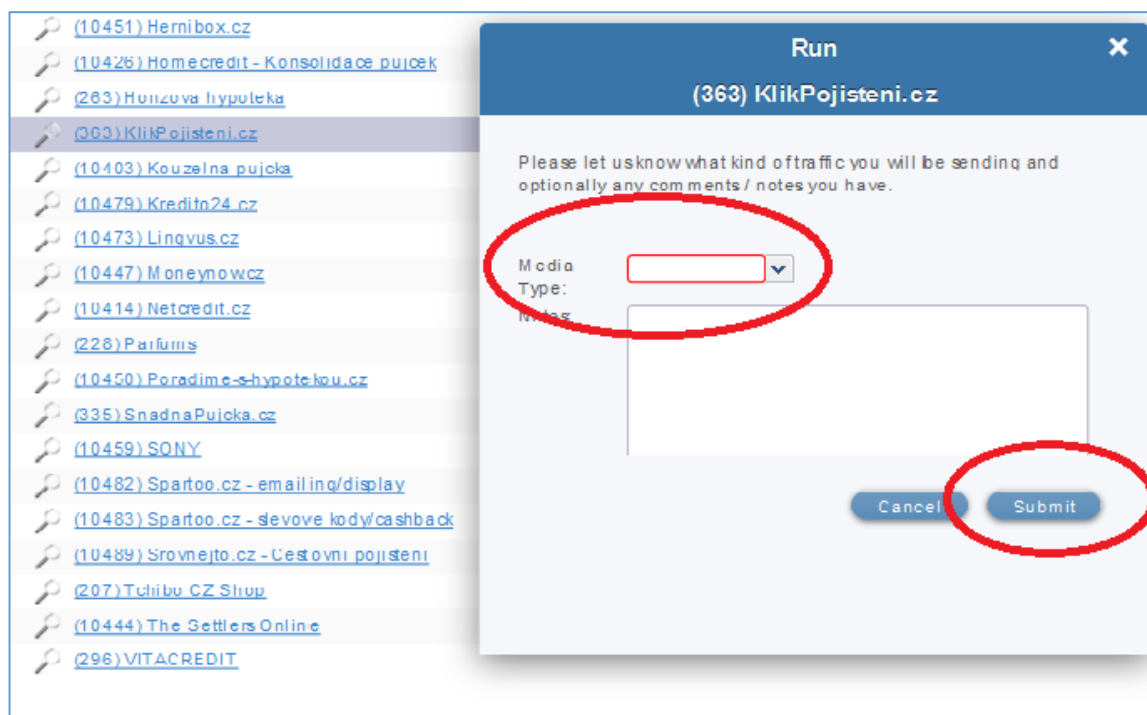 (10451) Hernibox.cz
(10426) Homecredit - Konsolidace pujcek
(263) Honzova hypoteka
(363) KlikPojisteni.cz
(10403) Kouzelna pujcka
(10479) Kredito24.cz
(10473) Lingvus.cz
(10447) Moneynow.cz
(10414) Netcredit.cz
(228) Parfums
(10450) Poradime-s-hypotekou.cz
(335) SnadnaPujcka.cz
(10459) SONY
(10482) Spartoo.cz - emailing/display
(10483) Spartoo.cz - slevove kody/cashback
(10489) Srovnejto.cz - Cestovni pojisteni
(207) Tchibo CZ Shop
(10444) The Settlers Online
(296) VITACREDIT
Run
(363) KlikPojisteni.cz
Please let us know what kind of traffic you will be sending and
optionally any comments / notes you have.
Media
Type:
Notes:
Cancel
Submit